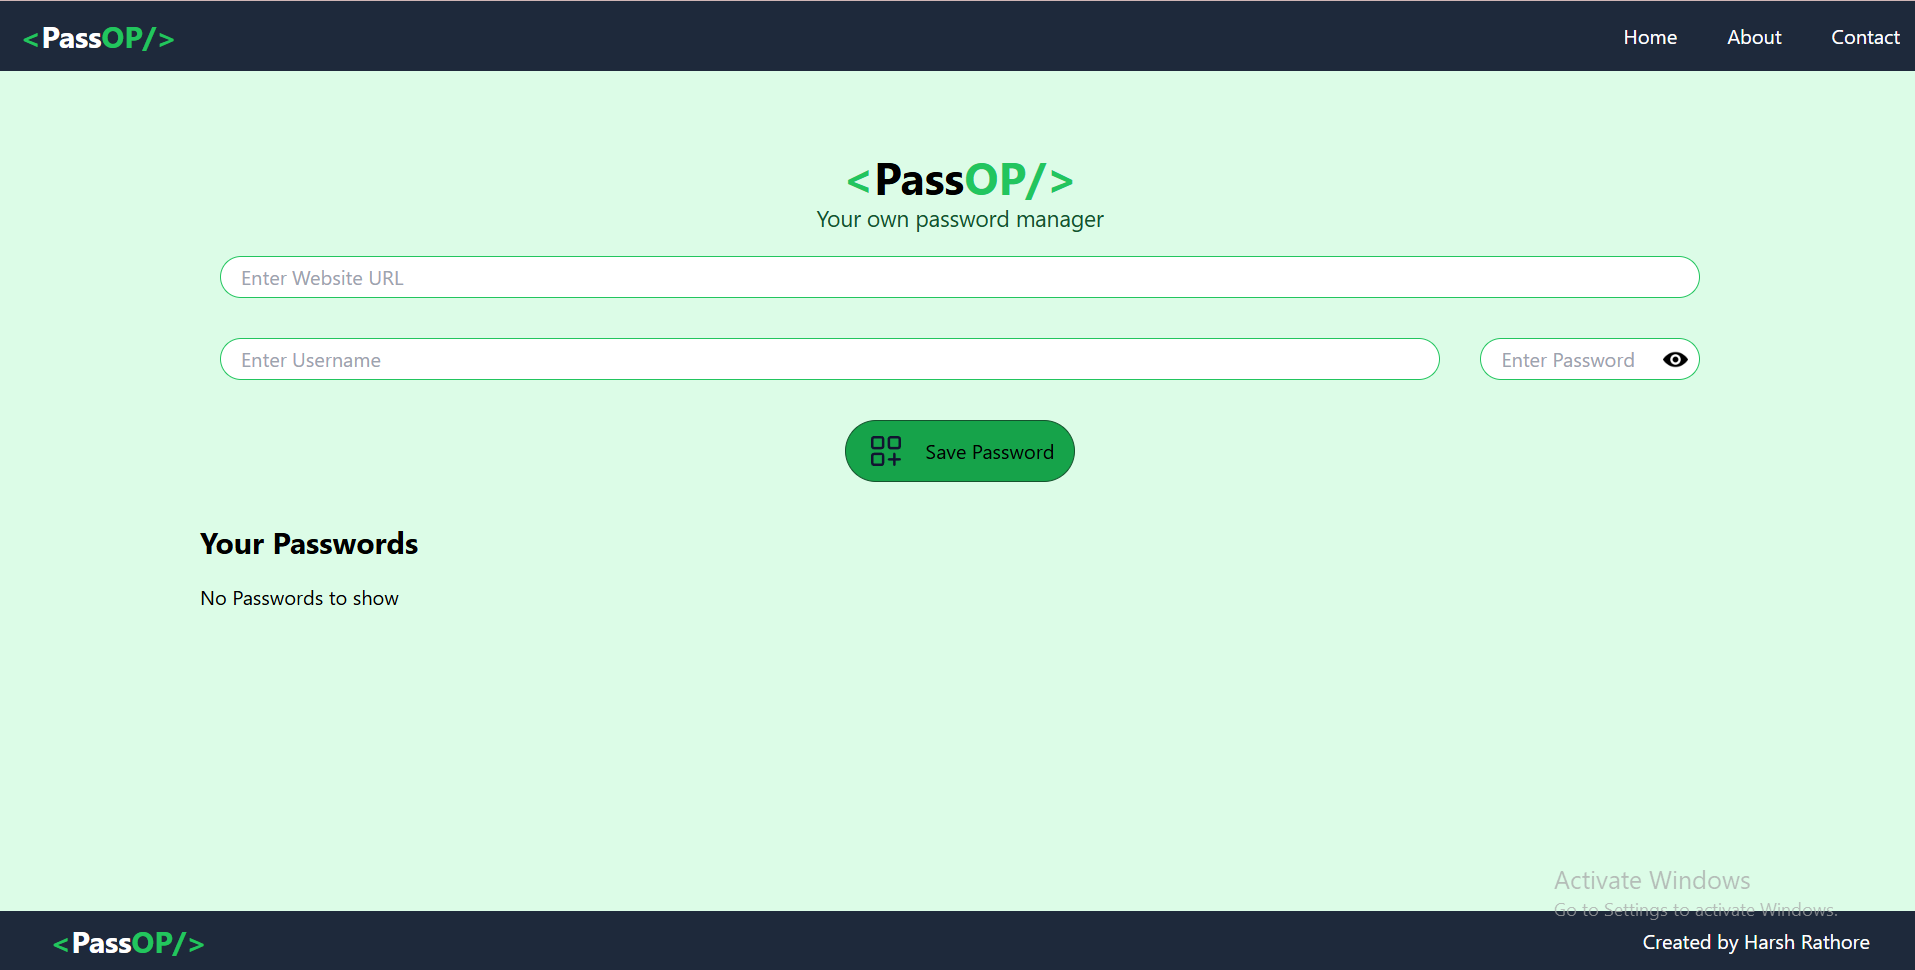 <PassOP/>
Home About Contact
<PassOP/>
Your own password manager
Enter Website URL
Enter Username
Enter Password
Save Password
Your Passwords
No Passwords to show
Activate Windows
Go to Settings to activate Windows.
<PassOP/>
Created by Harsh Rathore